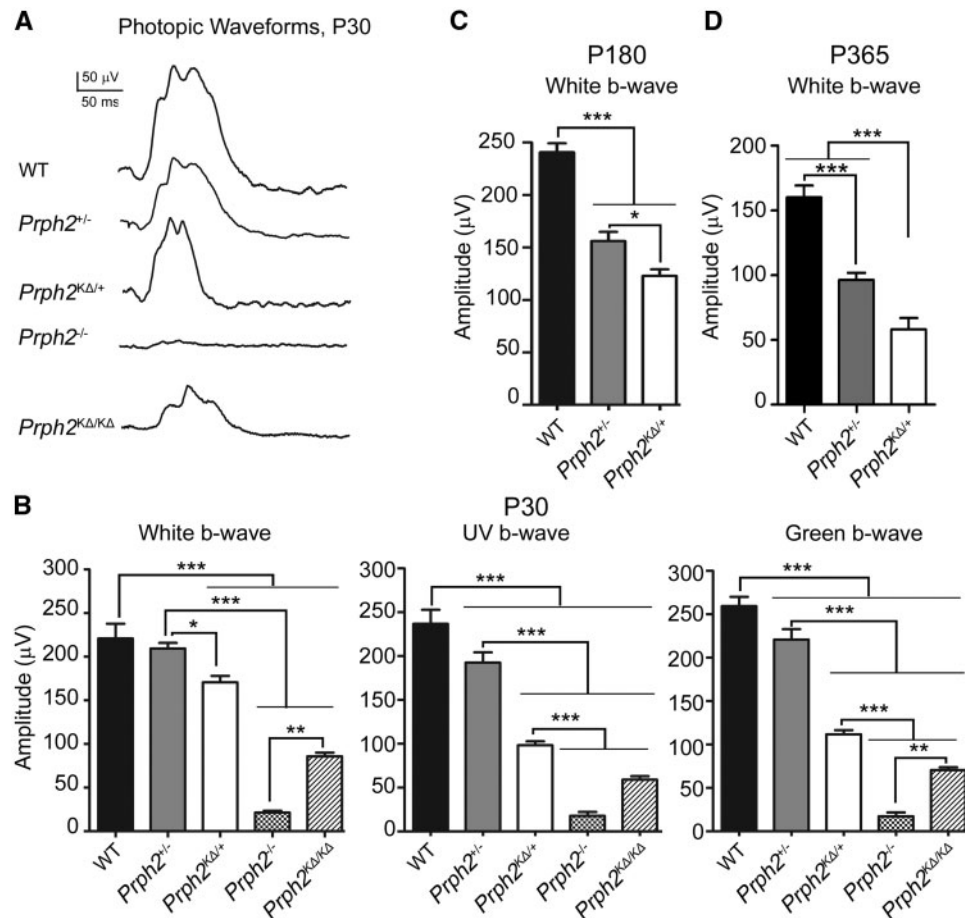 A
Photopic Waveforms, P30
50 µV
50 ms
WT
Prph2+/-
Prph2KΔ/+
Prph2-/-
Prph2KΔ/KΔ
C
P180
White b-wave
***
*
Amplitude (µV)
250
200
150
100
50
0
WT
Prph2+/-
Prph2KΔ/+
D
P365
White b-wave
***
***
Amplitude (µV)
200
150
100
50
0
WT
Prph2+/-
Prph2KΔ/+
B
P30
White b-wave
***
***
*
**
Amplitude (µV)
300
250
200
150
100
50
0
WT
Prph2+/-
Prph2KΔ/+
Prph2-/-
Prph2KΔ/KΔ
UV b-wave
***
***
***
300
250
200
150
100
50
0
WT
Prph2+/-
Prph2KΔ/+
Prph2-/-
Prph2KΔ/KΔ
Green b-wave
***
***
***
**
300
250
200
150
100
50
0
WT
Prph2+/-
Prph2KΔ/+
Prph2-/-
Prph2KΔ/KΔ